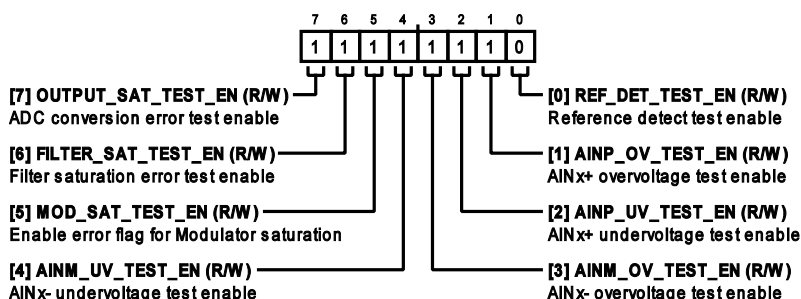 7 6 5 4 3 2 1 0
1 1 1 1 1 1 1 0
[7] OUTPUT_SAT_TEST_EN (R/W)
ADC conversion error test enable
[6] FILTER_SAT_TEST_EN (R/W)
Filter saturation error test enable
[5] MOD_SAT_TEST_EN (R/W)
Enable error flag for Modulator saturation
[4] AINM_UV_TEST_EN (R/W)
AINx- undervoltage test enable
[0] REF_DET_TEST_EN (R/W)
Reference detect test enable
[1] AINP_OV_TEST_EN (R/W)
AINx+ overvoltage test enable
[2] AINP_UV_TEST_EN (R/W)
AINx+ undervoltage test enable
[3] AINM_OV_TEST_EN (R/W)
AINx- overvoltage test enable